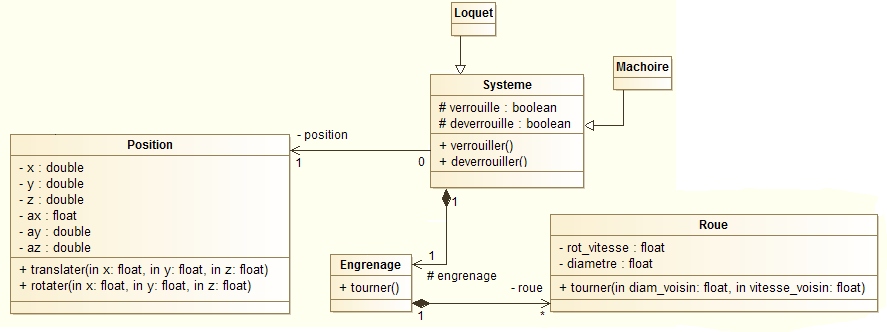 Loquet
Machoire
Systeme
# verrouille : boolean
# deverrouille : boolean
+ verrouiller()
+ deverrouiller()
- position
1
0
Position
- x : double
- y : double
- z : double
- ax : float
- ay : double
- az : double
+ translater(in x: float, in y: float, in z: float)
+ rotater(in x: float, in y: float, in z: float)
1
1
# engrenage
Engrenage
+ tourner()
1
- roue
*
Roue
- rot_vitesse : float
- diametre : float
+ tourner(in diam_voisin: float, in vitesse_voisin: float)